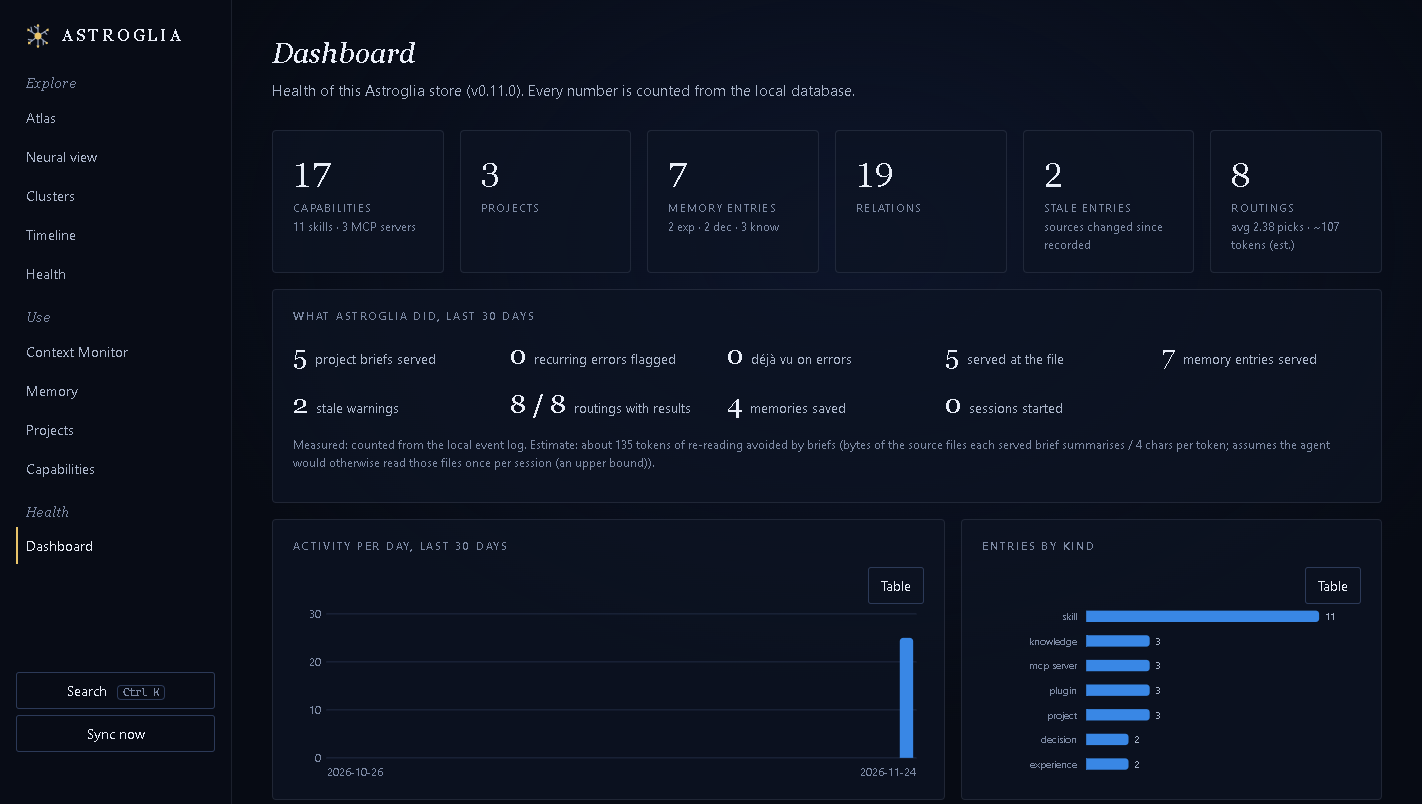 ASTROGLIA
Explore
Atlas
Neural view
Clusters
Timeline
Health
Use
Context Monitor
Memory
Projects
Capabilities
Health
Dashboard
Search Ctrl K
Sync now
Dashboard
Health of this Astroglia store (v0.11.0). Every number is counted from the local database.
17
CAPABILITIES
11 skills · 3 MCP servers
3
PROJECTS
7
MEMORY ENTRIES
2 exp · 2 dec · 3 know
19
RELATIONS
2
STALE ENTRIES
sources changed since
recorded
8
ROUTINGS
avg 2.38 picks · ~107
tokens (est.)
WHAT ASTROGLIA DID, LAST 30 DAYS
5 project briefs served
0 recurring errors flagged
0 déjà vu on errors
5 served at the file
7 memory entries served
2 stale warnings
8 / 8 routings with results
4 memories saved
0 sessions started
Measured: counted from the local event log. Estimate: about 135 tokens of re-reading avoided by briefs (bytes of the source files each served brief summarises / 4 chars per token; assumes the agent
would otherwise read those files once per session (an upper bound)).
ACTIVITY PER DAY, LAST 30 DAYS
Table
30
20
10
0
2026-10-26
2026-11-24
ENTRIES BY KIND
Table
skill 11
knowledge 3
mcp server 3
plugin 3
project 3
decision 2
experience 2